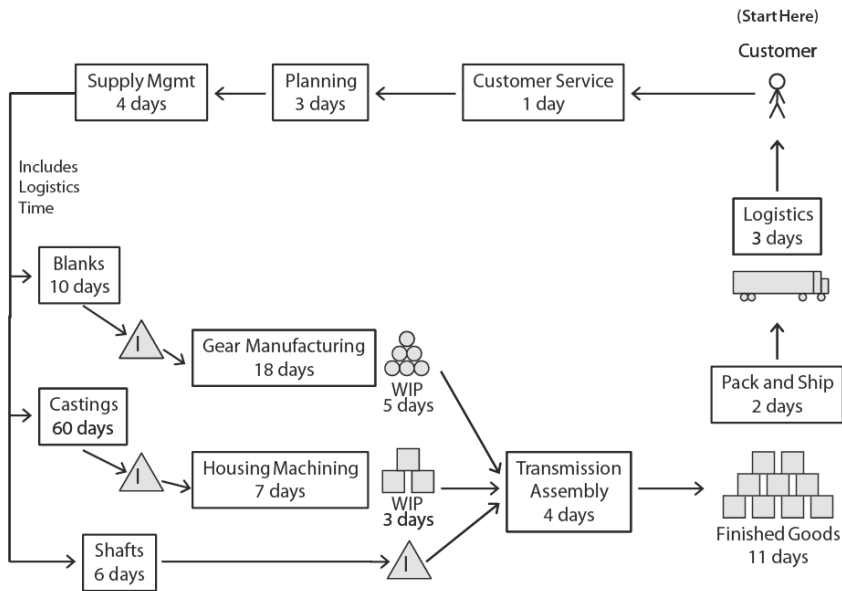 (Start Here)
Customer
Supply Mgmt
4 days
Planning
3 days
Customer Service
1 day
Includes
Logistics
Time
Logistics
3 days
Blanks
10 days
I
Gear Manufacturing
18 days
WIP
5 days
Pack and Ship
2 days
Castings
60 days
I
Housing Machining
7 days
WIP
3 days
Transmission
Assembly
4 days
Finished Goods
11 days
Shafts
6 days
I